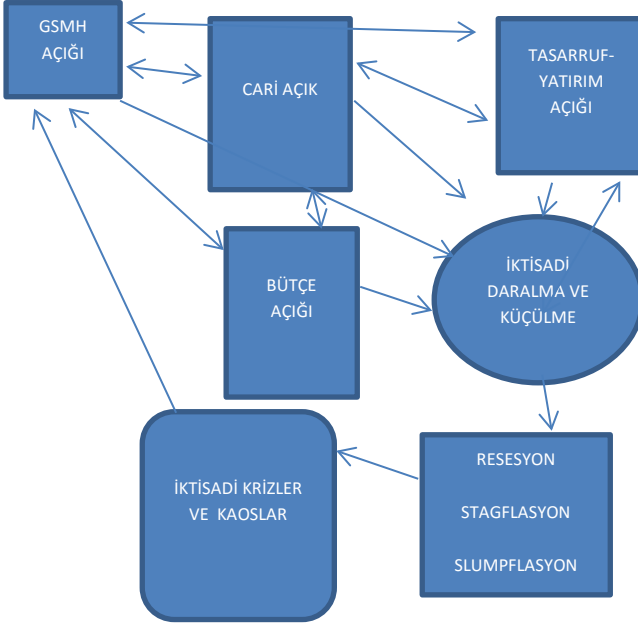 GSMH
AÇIĞI
CARİ AÇIK
TASARRUF-
YATIRIM
AÇIĞI
BÜTÇE
AÇIĞI
İKTİSADİ
DARALMA VE
KÜÇÜLME
İKTİSADİ KRİZLER
VE KAOSLAR
RESESYON
STAGFLASYON
SLUMPFLASYON